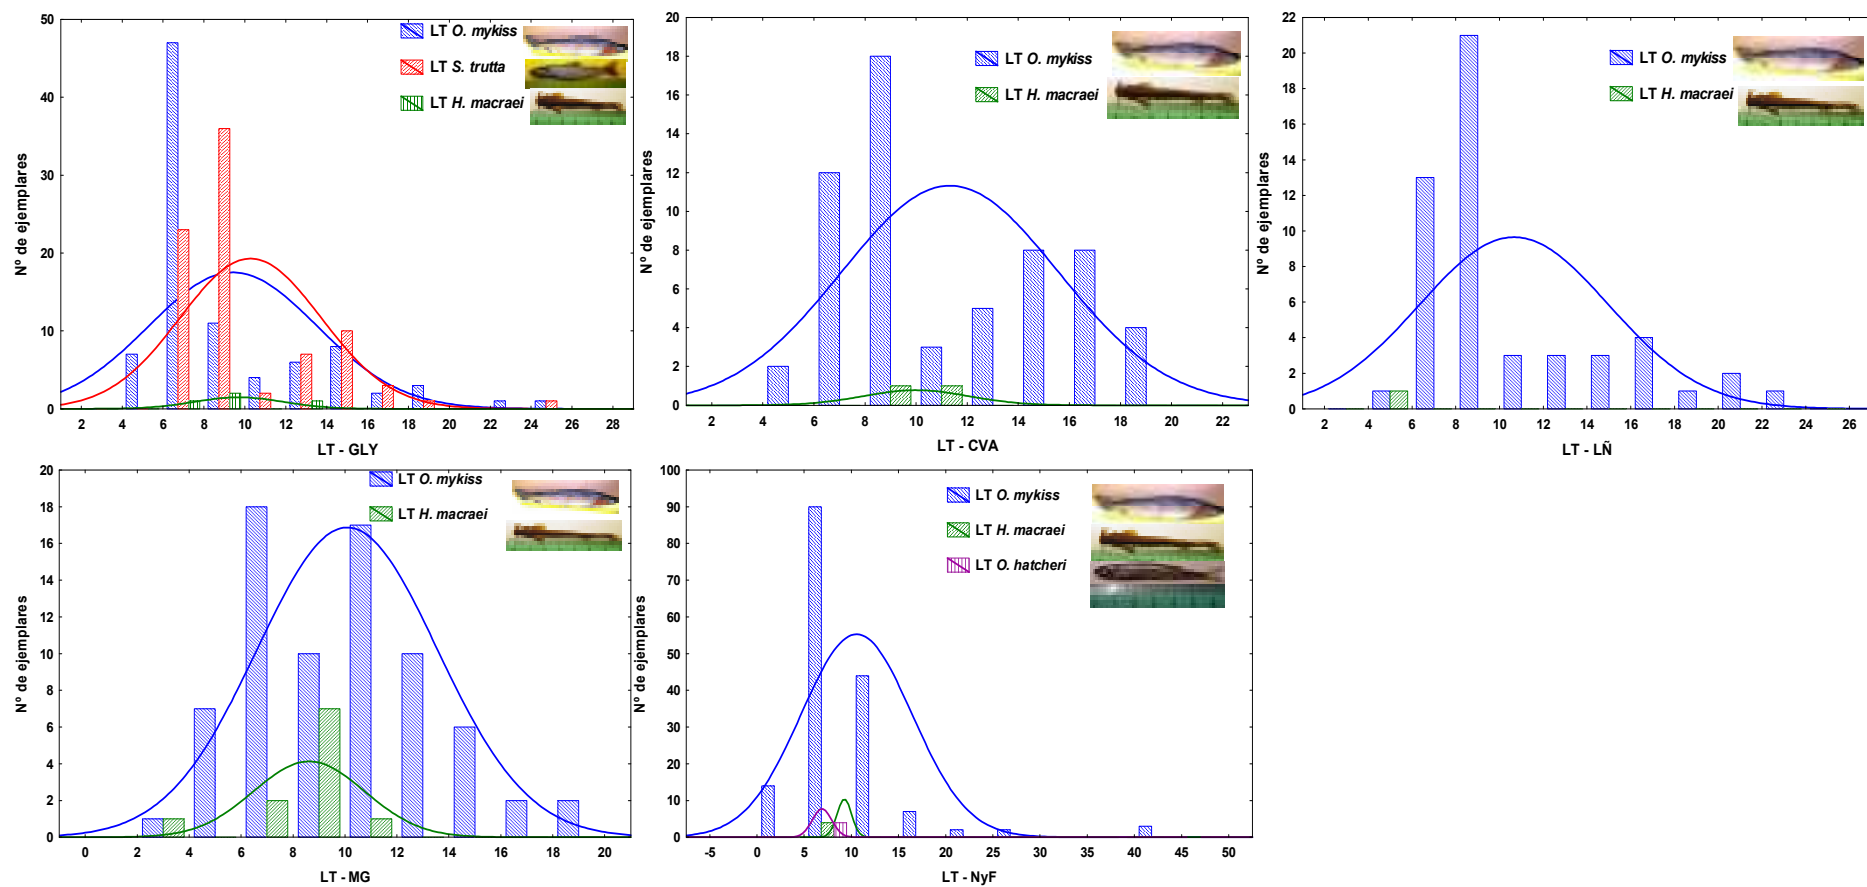 50
40
30
20
10
0
Nº de ejemplares
LT O. mykiss
LT S. trutta
LT H. macraei
2 4 6 8 10 12 14 16 18 20 22 24 26 28
LT - GLY
20
18
16
14
12
10
8
6
4
2
0
Nº de ejemplares
LT O. mykiss
LT H. macraei
2 4 6 8 10 12 14 16 18 20 22
LT - CVA
22
20
18
16
14
12
10
8
6
4
2
0
Nº de ejemplares
LT O. mykiss
LT H. macraei
2 4 6 8 10 12 14 16 18 20 22 24 26
LT - LÑ
20
18
16
14
12
10
8
6
4
2
0
Nº de ejemplares
LT O. mykiss
LT H. macraei
0 2 4 6 8 10 12 14 16 18 20
LT - MG
100
90
80
70
60
50
40
30
20
10
0
Nº de ejemplares
LT O. mykiss
LT H. macraei
LT O. hatcheri
-5 0 5 10 15 20 25 30 35 40 45 50
LT - NyF